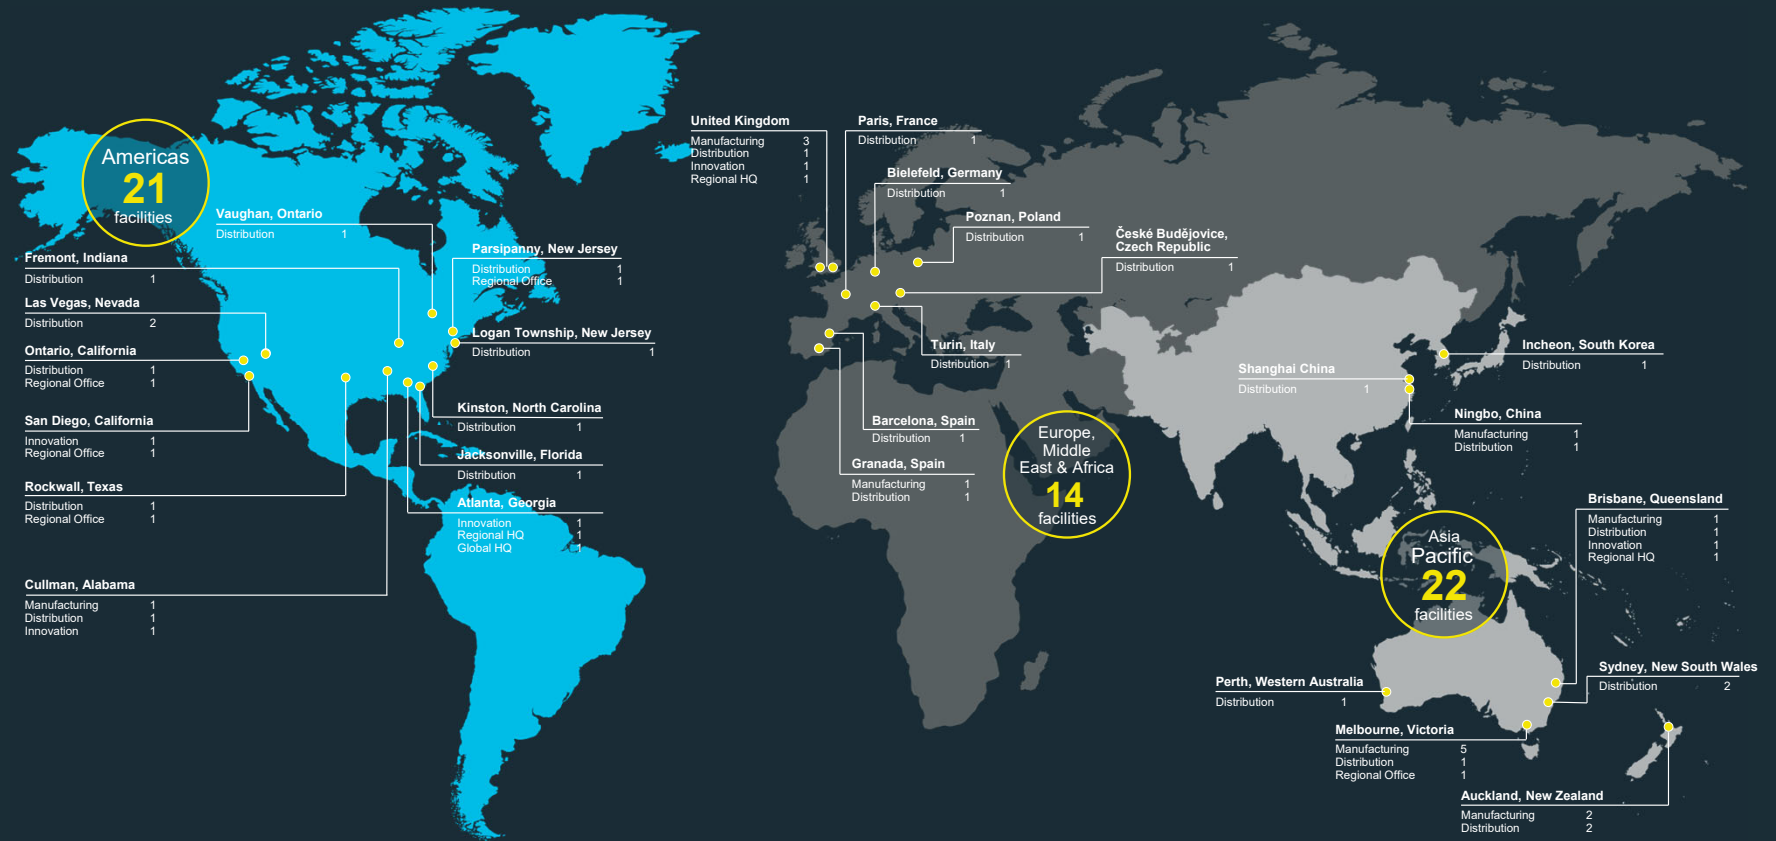 Americas
21
facilities
Vaughan, Ontario
Distribution 1
Fremont, Indiana
Distribution 1
Las Vegas, Nevada
Distribution 2
Ontario, California
Distribution 1
Regional Office 1
San Diego, California
Innovation 1
Regional Office 1
Rockwall, Texas
Distribution 1
Regional Office 1
Cullman, Alabama
Manufacturing 1
Distribution 1
Innovation 1
Parsipanny, New Jersey
Distribution 1
Regional Office 1
Logan Township, New Jersey
Distribution 1
Kinston, North Carolina
Distribution 1
Jacksonville, Florida
Distribution 1
Atlanta, Georgia
Innovation 1
Regional HQ 1
Global HQ 1
United Kingdom
Manufacturing 3
Distribution 1
Innovation 1
Regional HQ 1
Paris, France
Distribution 1
Bielefeld, Germany
Distribution 1
Poznan, Poland
Distribution 1
České Budějovice,
Czech Republic
Distribution 1
Turin, Italy
Distribution 1
Barcelona, Spain
Distribution 1
Granada, Spain
Manufacturing 1
Distribution 1
Europe,
Middle
East & Africa
14
facilities
Shanghai China
Distribution 1
Incheon, South Korea
Distribution 1
Ningbo, China
Manufacturing 1
Distribution 1
Asia
Pacific
22
facilities
Brisbane, Queensland
Manufacturing 1
Distribution 1
Innovation 1
Regional HQ 1
Sydney, New South Wales
Distribution 2
Perth, Western Australia
Distribution 1
Melbourne, Victoria
Manufacturing 5
Distribution 1
Regional Office 1
Auckland, New Zealand
Manufacturing 2
Distribution 2